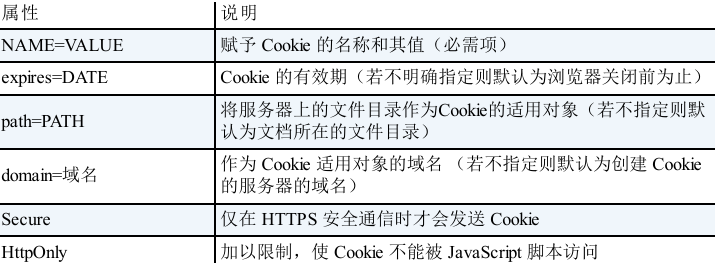 属性 说明
NAME=VALUE 赋予 Cookie 的名称和其值（必需项）
expires=DATE Cookie 的有效期（若不明确指定则默认为浏览器关闭前为止）
path=PATH 将服务器上的文件目录作为Cookie的适用对象（若不指定则默
认为文档所在的文件目录）
domain=域名 作为 Cookie 适用对象的域名 （若不指定则默认为创建 Cookie
的服务器的域名）
Secure 仅在 HTTPS 安全通信时才会发送 Cookie
HttpOnly 加以限制，使 Cookie 不能被 JavaScript 脚本访问